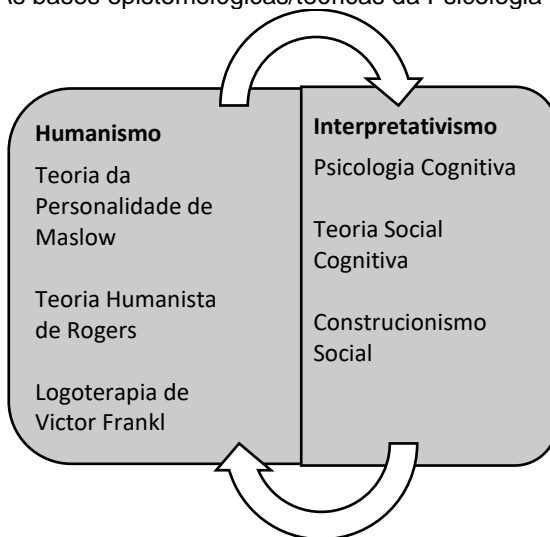 As bases epistemológicas/teóricas da Psicologia
Humanismo
Teoria da
Personalidade de
Maslow
Teoria Humanista
de Rogers
Logoterapia de
Victor Frankl
Interpretativismo
Psicologia Cognitiva
Teoria Social
Cognitiva
Construcionismo
Social